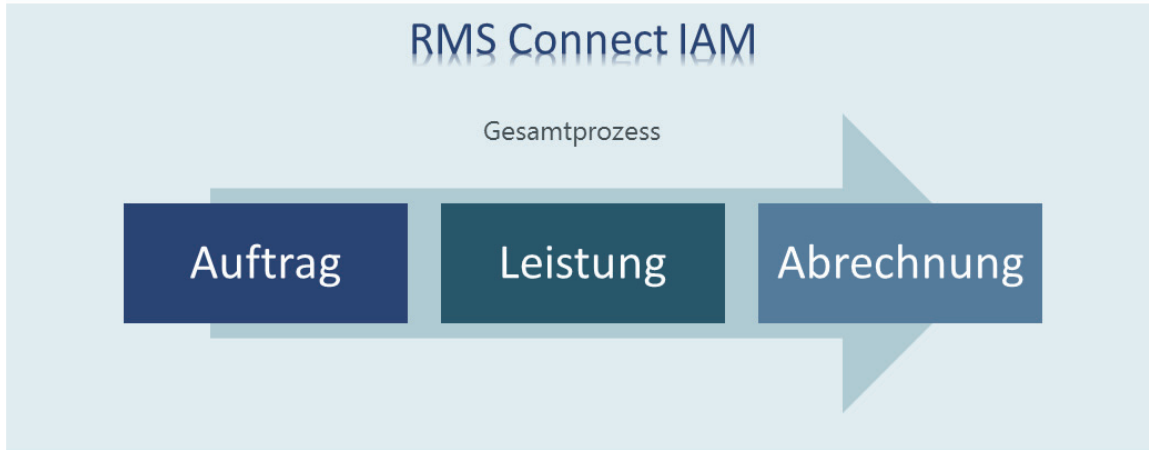 RMS Connect IAM
Gesamtprozess
Auftrag
Leistung
Abrechnung